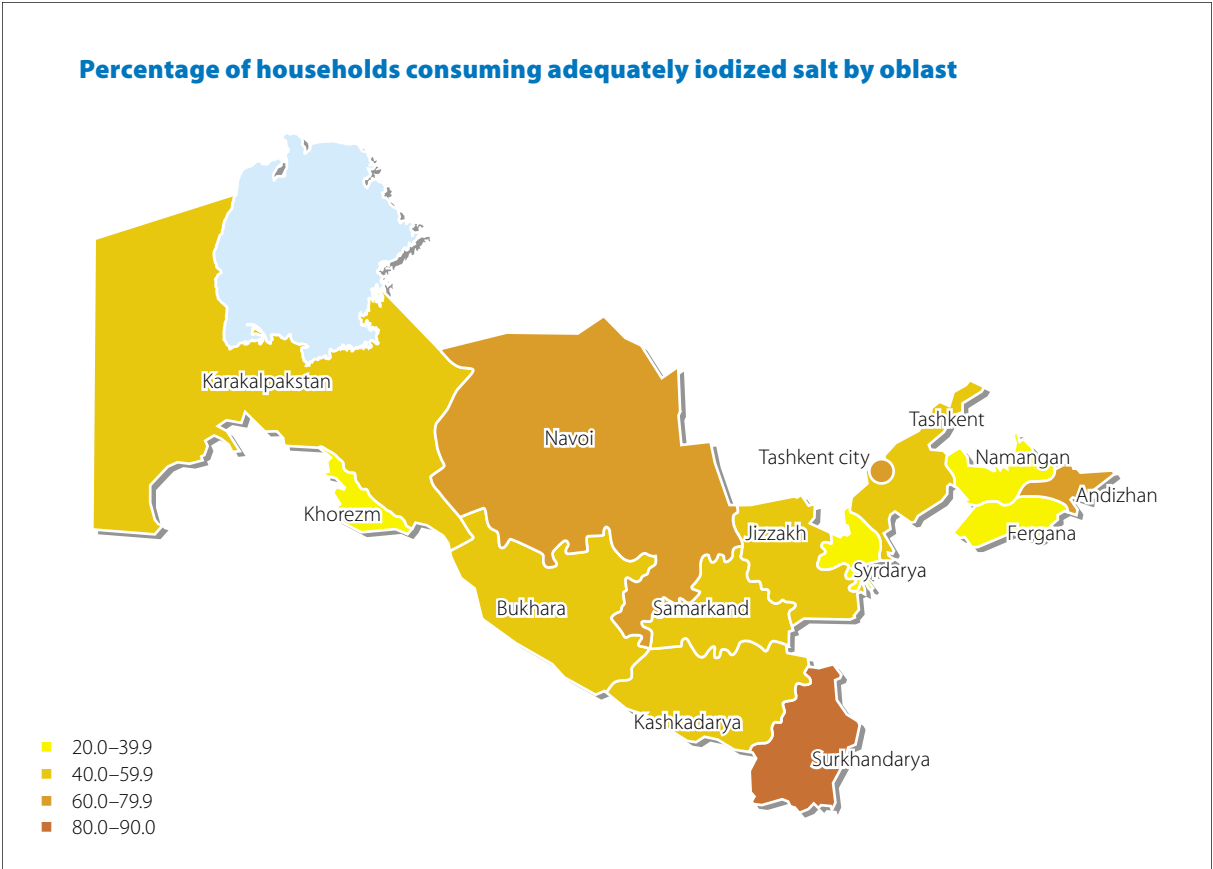 Percentage of households consuming adequately iodized salt by oblast
Karakalpakstan
Tashkent
Navoi
Tashkent city
Namangan
Andizhan
Khorezm
Jizzakh
Fergana
Syrdarya
Bukhara
Samarkand
Kashkadarya
Surkhandarya
20.0–39.9
40.0–59.9
60.0–79.9
80.0–90.0